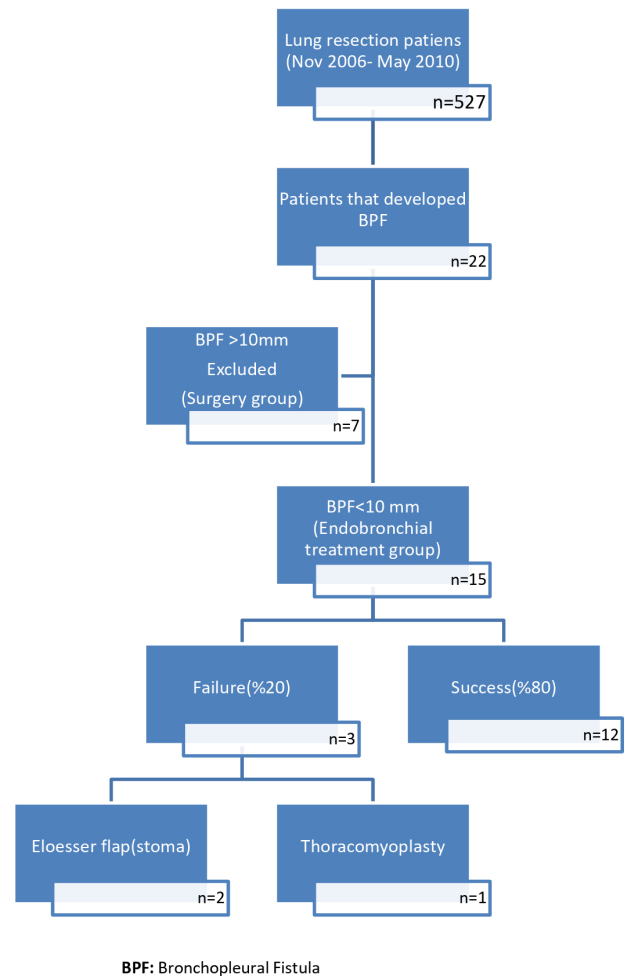 Lung resection patiens
(Nov 2006- May 2010)
n=527
Patients that developed
BPF
n=22
BPF >10mm
Excluded
(Surgery group)
n=7
BPF<10 mm
(Endobronchial
treatment group)
n=15
Failure(%20)
n=3
Success(%80)
n=12
Eloesser flap(stoma)
n=2
Thoracomyoplasty
n=1
BPF: Bronchopleural Fistula